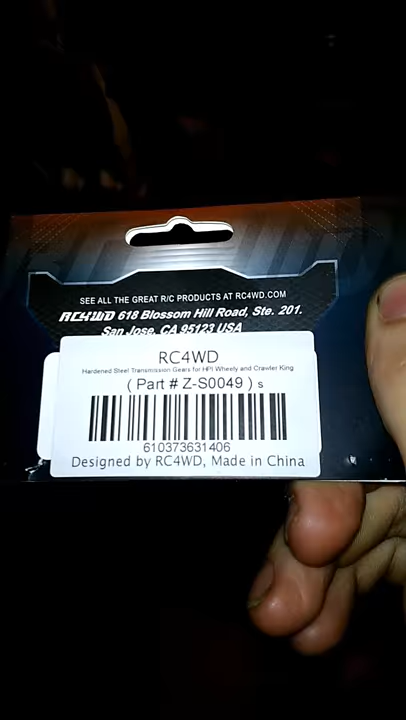 SEE ALL THE GREAT R/C PRODUCTS AT RC4WD.COM
RC4WD 618 Blossom Hill Road, Ste. 201.
San Jose, CA 95123 USA
RC4WD
Hardened Steel Transmission Gears for HPI Wheely and Crawler King
( Part # Z-S0049 ) s
610373631406
Designed by RC4WD, Made in China